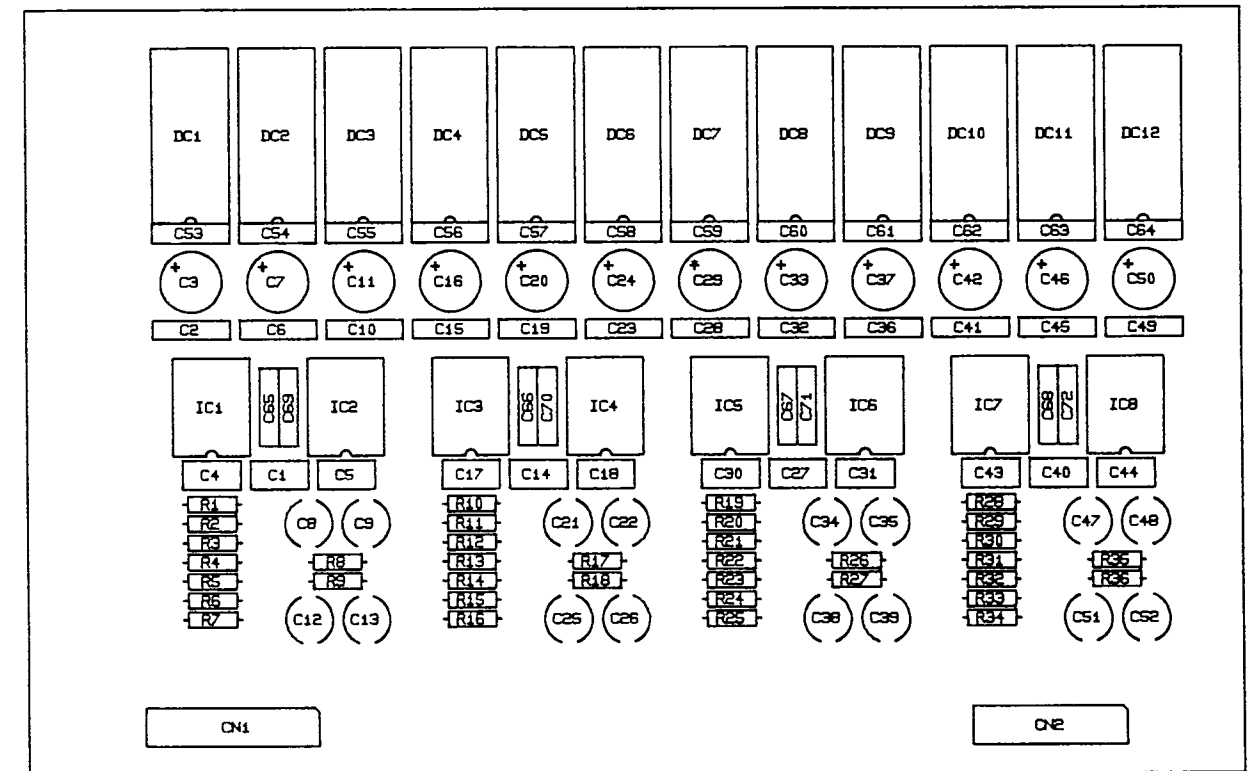 DC1 DC2 DC3 DC4 DC5 DC6 DC7 DC8 DC9 DC10 DC11 DC12
C53 C54 C55 C56 C57 C58 C59 C60 C61 C62 C63 C64
+ + + + + + + + + + + +
C3 C7 C11 C16 C20 C24 C29 C33 C37 C42 C46 C50
C2 C6 C10 C15 C19 C23 C28 C32 C36 C41 C45 C49
IC1 C65 C69 IC2 IC3 C66 C70 IC4 IC5 C67 C71 IC6 IC7 C68 C72 IC8
C4 C1 C5 C17 C14 C18 C30 C27 C31 C43 C40 C44
R1 R10 R19 R28
R2 C8 C9 R11 C21 C22 R20 C34 C35 R29 C47 C48
R3 R12 R21 R30
R4 R8 R13 R17 R22 R26 R31 R35
R5 R9 R14 R18 R23 R27 R32 R36
R6 R15 R24 R33
R7 C12 C13 R16 C25 C26 R25 C38 C39 R34 C51 C52
CN1 CN2